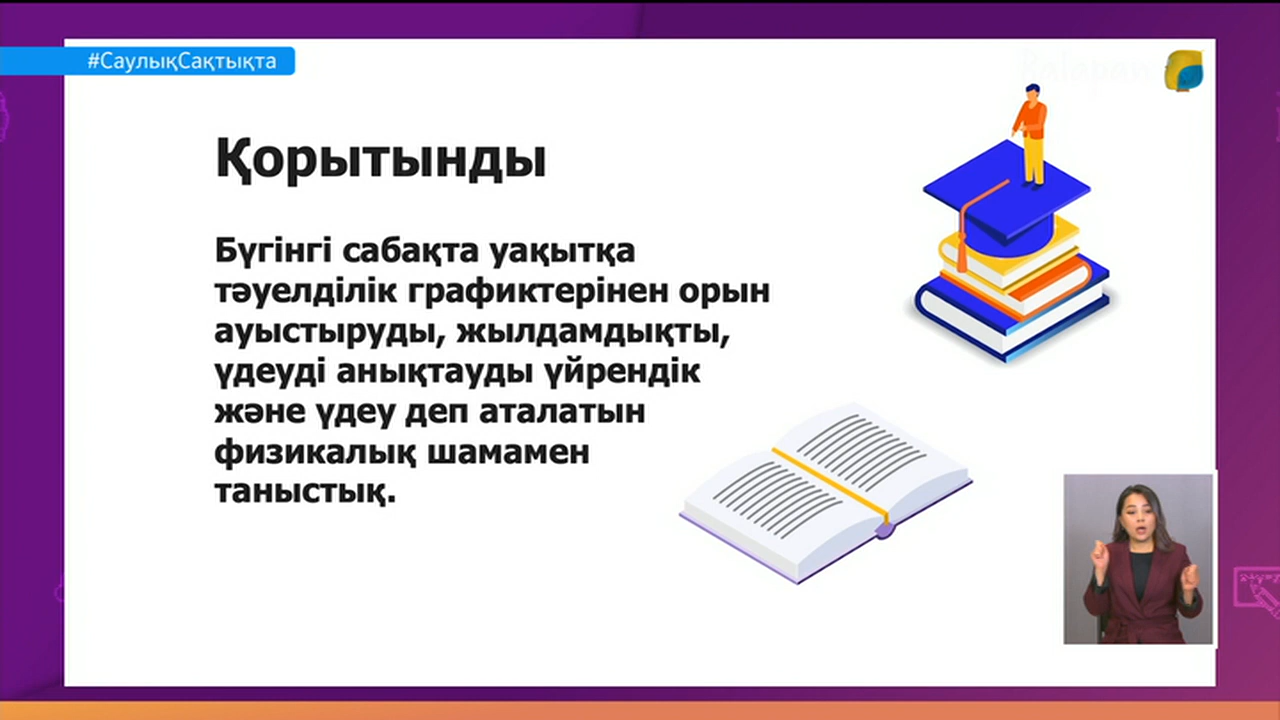 #СаулықСақтықта
Balapan
Қорытынды
Бүгінгі сабақта уақытқа
тәуелділік графиктерінен орын
ауыстыруды, жылдамдықты,
үдеуді анықтауды үйрендік
және үдеу деп аталатын
физикалық шамамен
таныстық.